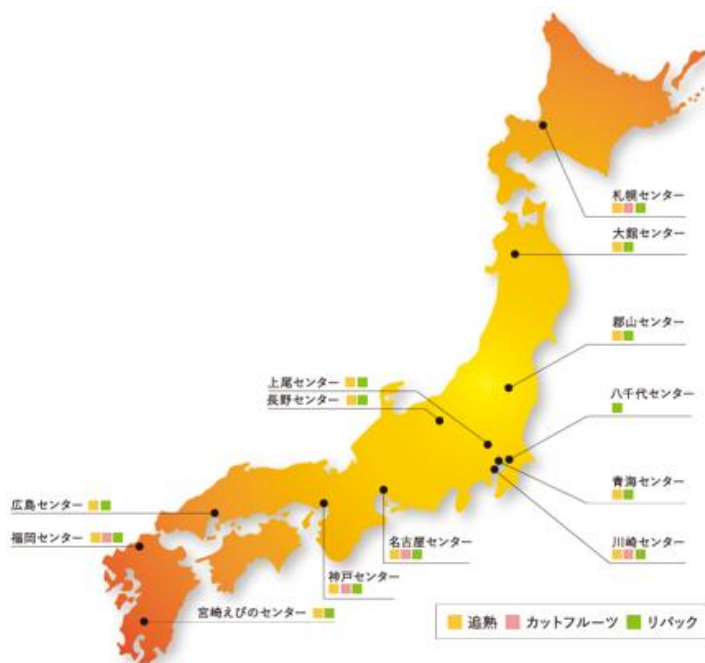 札幌センター
大館センター
郡山センター
上尾センター
長野センター
八千代センター
青海センター
広島センター
福岡センター
名古屋センター
川崎センター
神戸センター
宮崎えびのセンター
追熟 カットフルーツ リパック